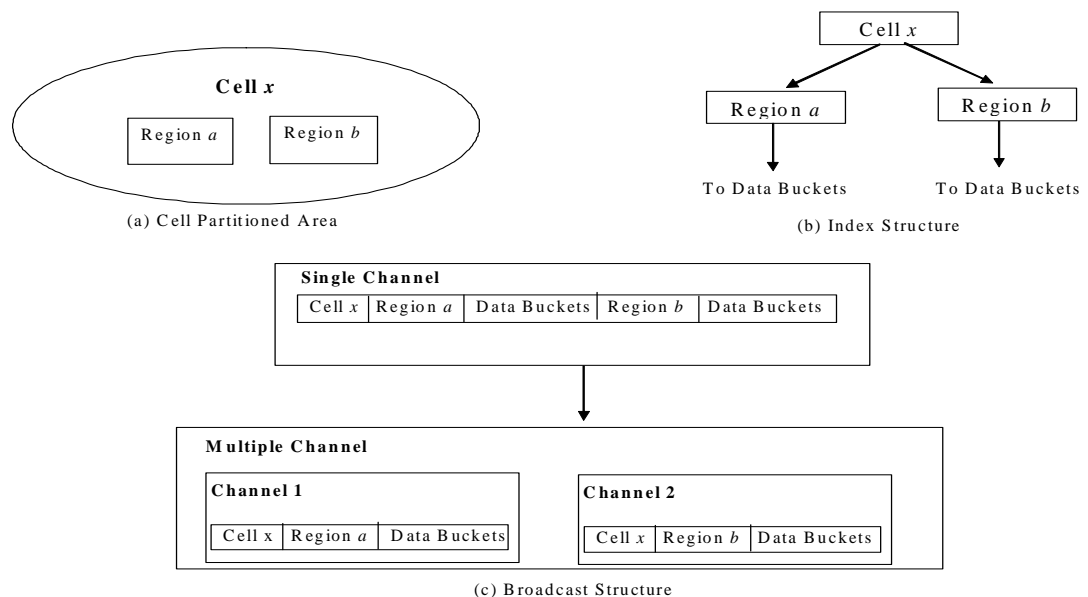 Cell x
Region a
Region b
(a) Cell Partitioned Area
Cell x
Region a
Region b
To Data Buckets
To Data Buckets
(b) Index Structure
Single Channel
Cell x Region a Data Buckets Region b Data Buckets
Multiple Channel
Channel 1
Cell x Region a Data Buckets
Channel 2
Cell x Region b Data Buckets
(c) Broadcast Structure